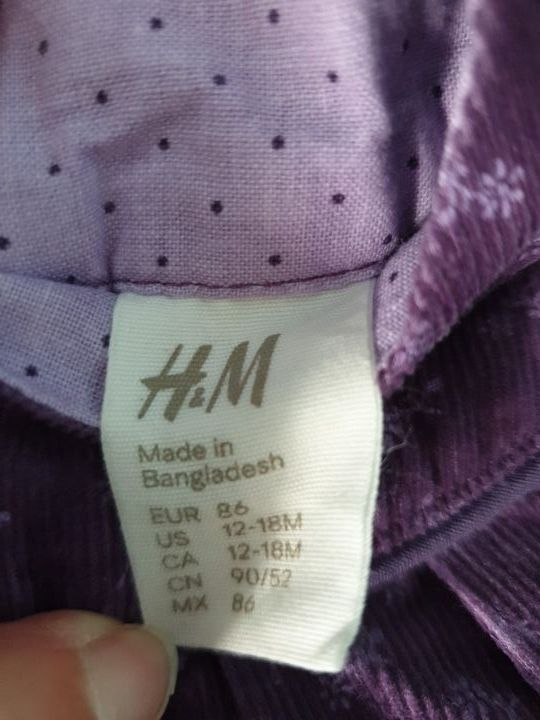 H&M
Made in
Bangladesh
EUR 86
US 12-18M
CA 12-18M
CN 90/52
MX 86